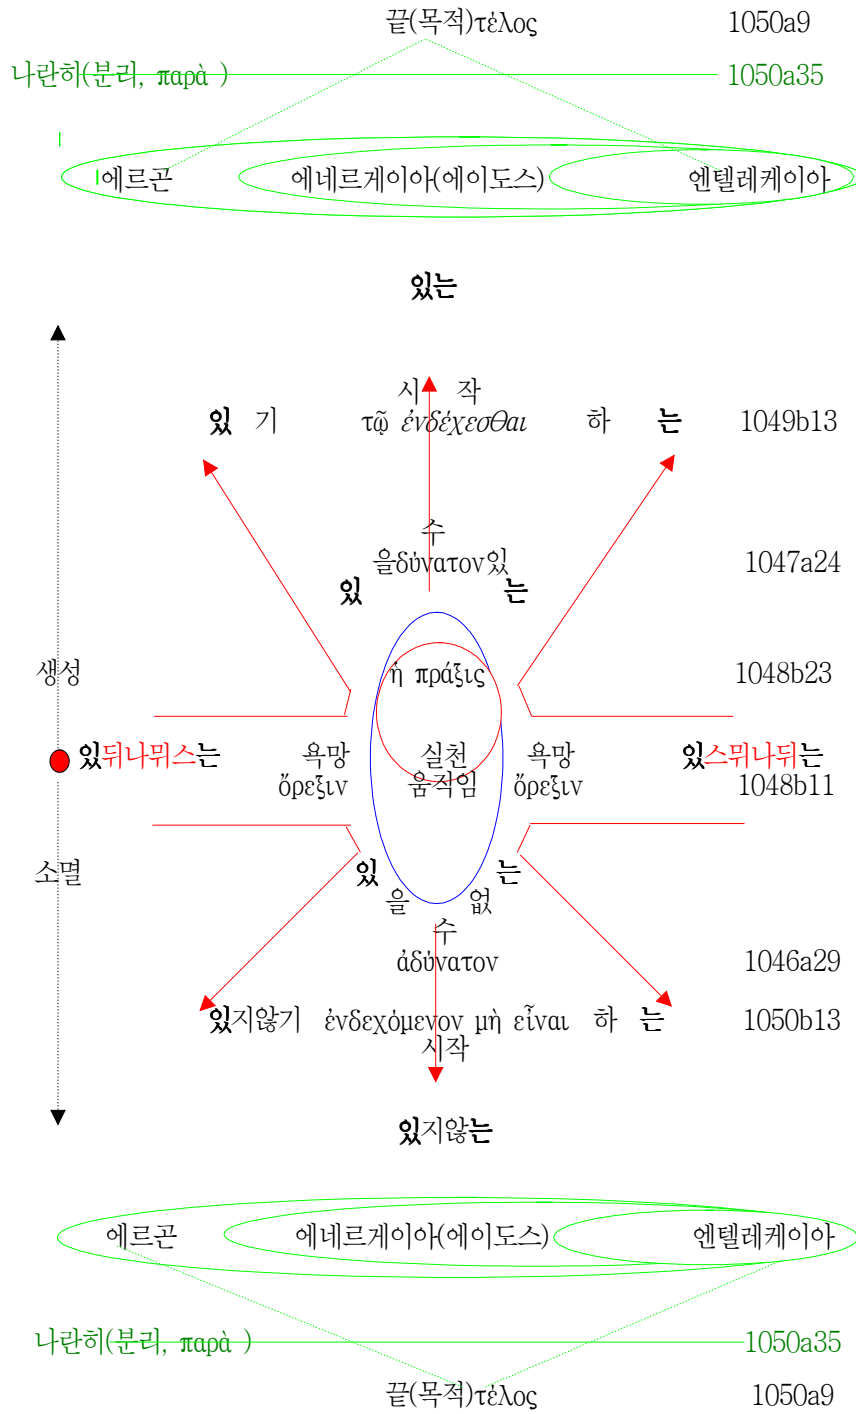 끝(목적)τέλος 1050a9
나란히(분리, παρὰ ) 1050a35
에르곤 에네르게이아(에이도스) 엔텔레케이아
있는
시 작
있 기 τῷ ἐνδέχεσθαι 하 는 1049b13
수
을δύνατον있 1047a24
있 는
생성 ἡ πράξις 1048b23
있뒤나뮈스는 욕망 실천 욕망 있스뮈나뒤는
ὄρεξιν 움직임 ὄρεξιν 1048b11
소멸 있 는
을 없
수
ἀδύνατον 1046a29
있지않기 ἐνδεχόμενον μὴ εἶναι 하 는 1050b13
시작
있지않는
에르곤 에네르게이아(에이도스) 엔텔레케이아
나란히(분리, παρὰ ) 1050a35
끝(목적)τέλος 1050a9